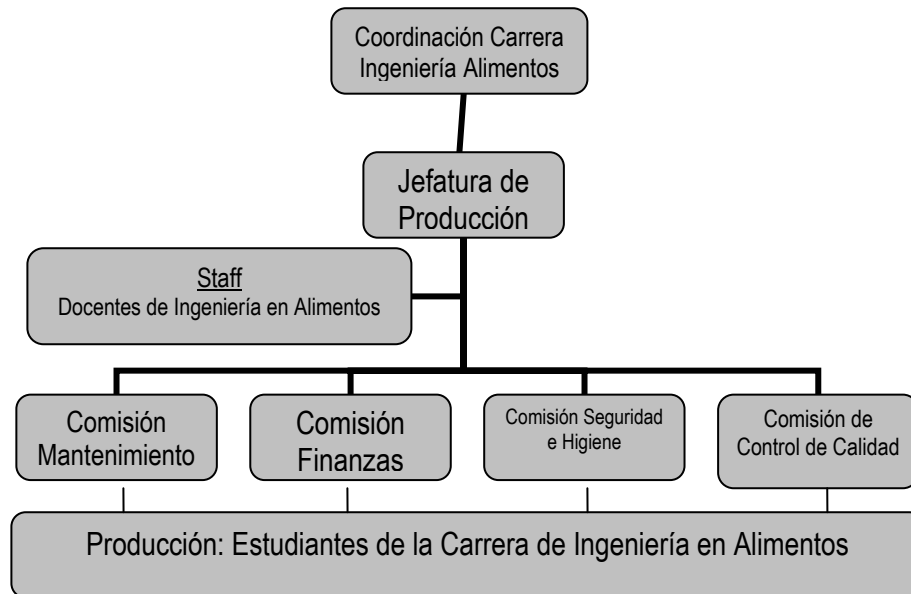 Coordinación Carrera
Ingeniería Alimentos
Jefatura de
Producción
Staff
Docentes de Ingeniería en Alimentos
Comisión
Mantenimiento
Comisión
Finanzas
Comisión Seguridad
e Higiene
Comisión de
Control de Calidad
Producción: Estudiantes de la Carrera de Ingeniería en Alimentos